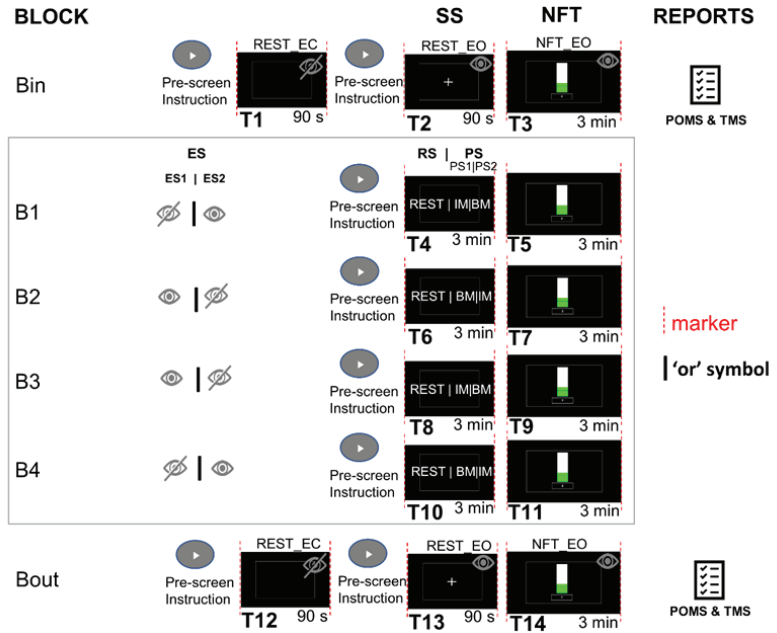 BLOCK SS NFT REPORTS
REST_EC REST_EO NFT_EO
Bin
Pre-screen Instruction
T1 90 s
Pre-screen Instruction
T2 90 s
T3 3 min
POMS & TMS
ES RS | PS
PS1|PS2
ES1 | ES2
B1
Pre-screen Instruction
REST | IM|BM
T4 3 min
T5 3 min
B2
Pre-screen Instruction
REST | BM|IM
T6 3 min
T7 3 min
marker
'or' symbol
B3
Pre-screen Instruction
REST | IM|BM
T8 3 min
T9 3 min
B4
Pre-screen Instruction
REST | BM|IM
T10 3 min
T11 3 min
REST_EC REST_EO NFT_EO
Bout
Pre-screen Instruction
T12 90 s
Pre-screen Instruction
T13 90 s
T14 3 min
POMS & TMS